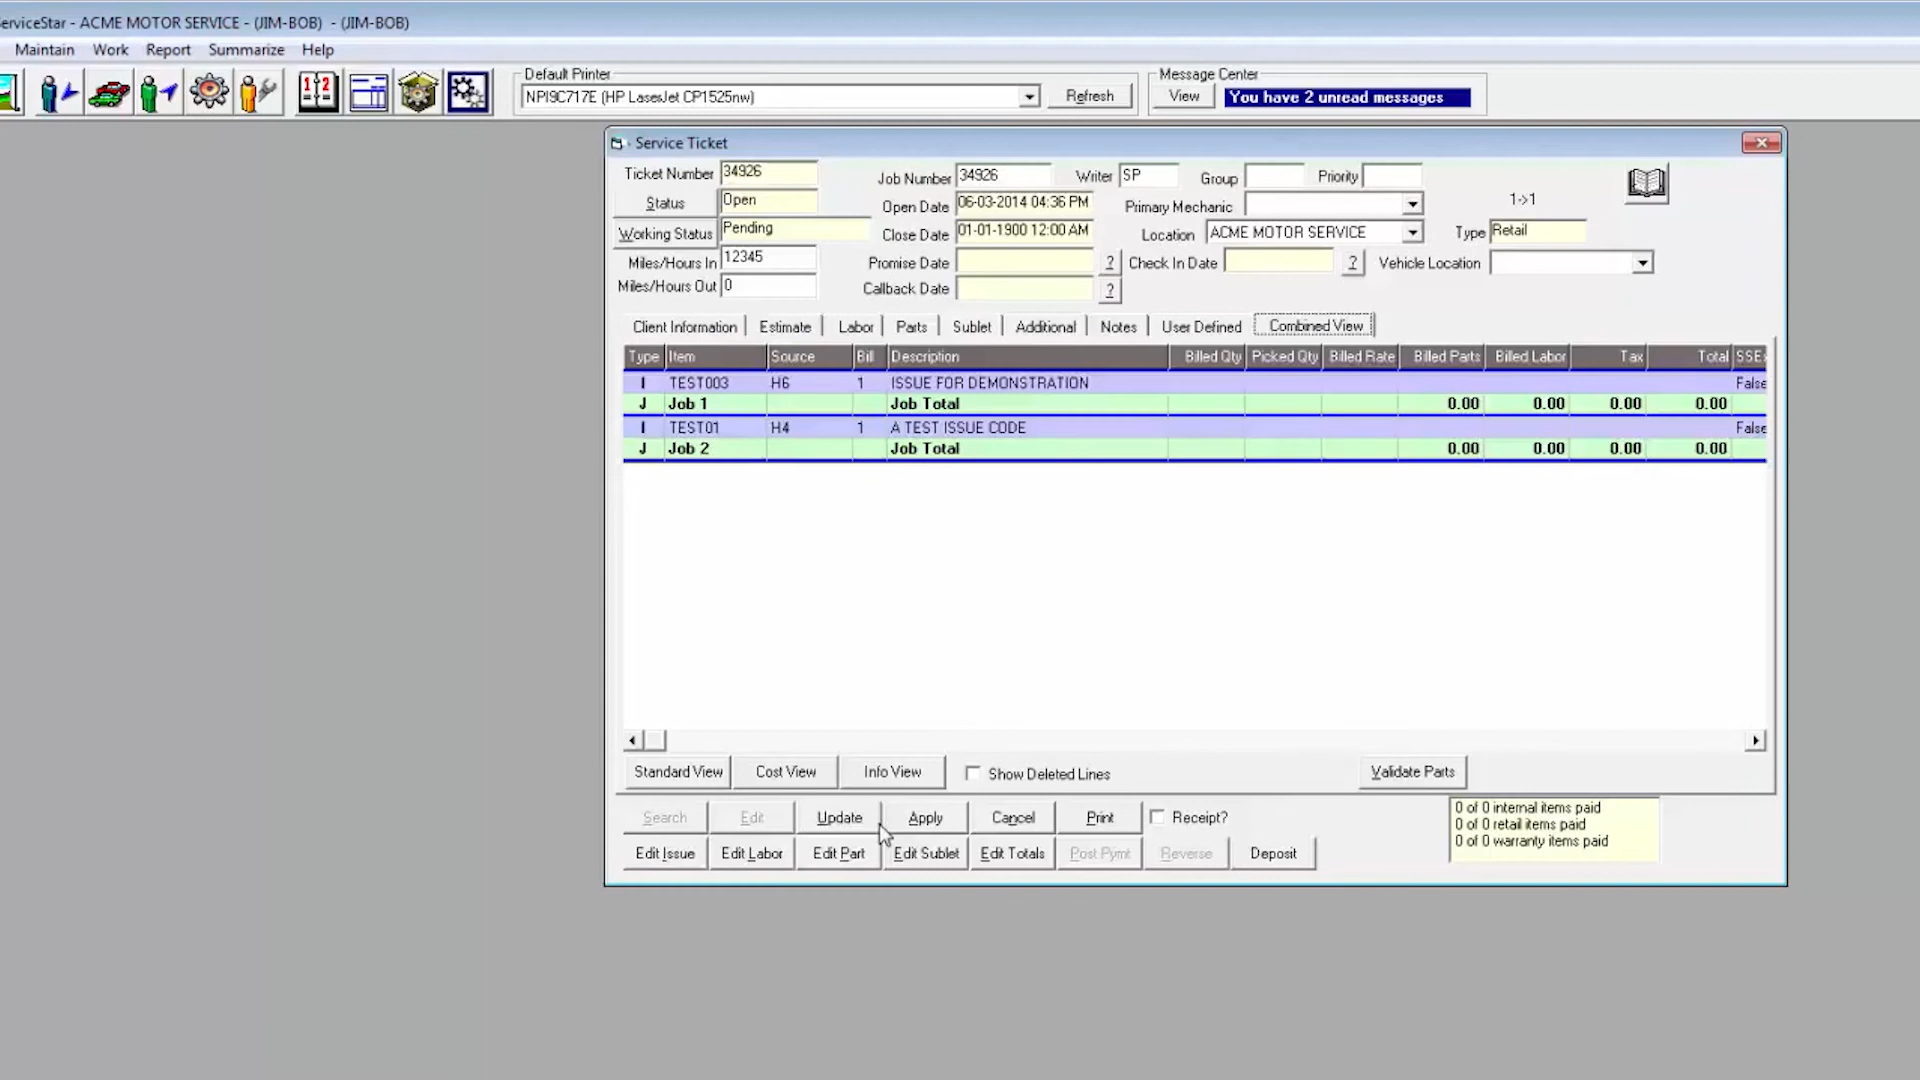 erviceStar - ACME MOTOR SERVICE - (JIM-BOB) - (JIM-BOB)
Maintain Work Report Summarize Help
Default Printer
NPI9C717E (HP LaserJet CP1525nw)
Refresh
Message Center
View
You have 2 unread messages
Service Ticket
Ticket Number 34926
Job Number 34926
Writer SP
Group
Priority
1->1
Status Open
Open Date 06-03-2014 04:36 PM
Primary Mechanic
Working Status Pending
Close Date 01-01-1900 12:00 AM
Location ACME MOTOR SERVICE
Type Retail
Miles/Hours In 12345
Promise Date
?
Check In Date
?
Vehicle Location
Miles/Hours Out 0
Callback Date
?
Client Information Estimate Labor Parts Sublet Additional Notes User Defined Combined View
Type Item Source Bill Description Billed Qty Picked Qty Billed Rate Billed Parts Billed Labor Tax Total SSE
I TEST003 H6 1 ISSUE FOR DEMONSTRATION False
J Job 1 Job Total 0.00 0.00 0.00 0.00
I TEST01 H4 1 A TEST ISSUE CODE False
J Job 2 Job Total 0.00 0.00 0.00 0.00
Standard View Cost View Info View Show Deleted Lines Validate Parts
Search Edit Update Apply Cancel Print Receipt?
Edit Issue Edit Labor Edit Part Edit Sublet Edit Totals Post Pymt Reverse Deposit
0 of 0 internal items paid
0 of 0 retail items paid
0 of 0 warranty items paid